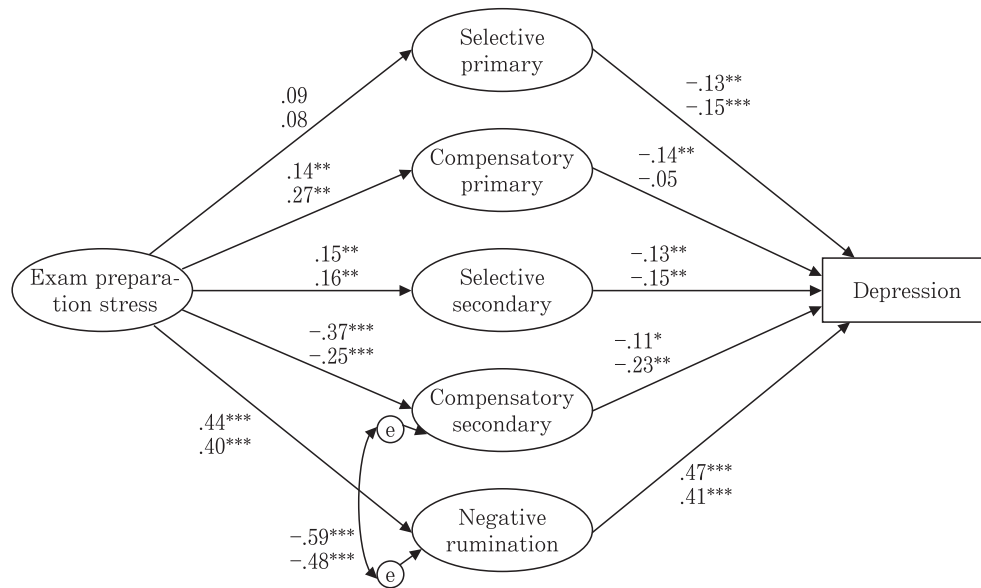 Selective
primary
-.13**
-.15***
.09
.08
Compensatory
primary
.14**
.27**
-.14**
-.05
Exam prepara-
tion stress
.15**
.16**
Selective
secondary
-.13**
-.15**
Depression
-.37***
-.25***
Compensatory
secondary
-.11*
-.23**
e
.44***
.40***
.47***
.41***
Negative
rumination
-.59***
-.48***
e